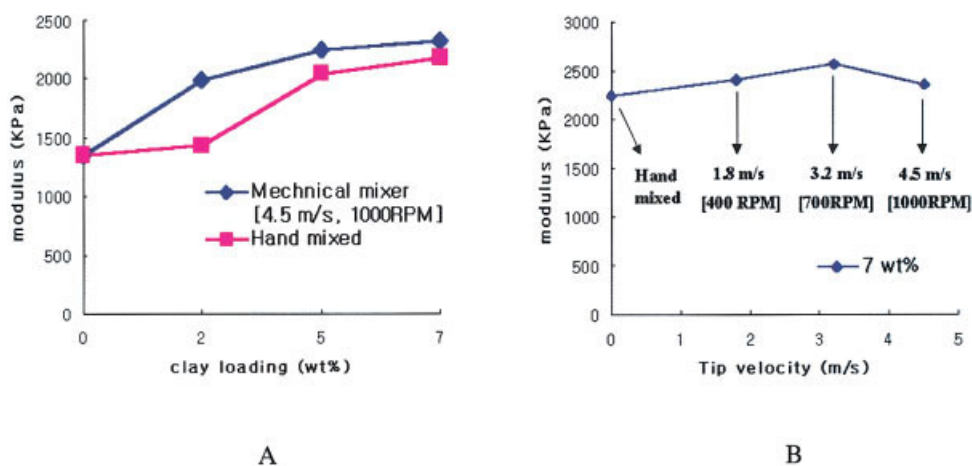 2500
2000
1500
1000
500
0
modulus (KPa)
Mechnical mixer
[4.5 m/s, 1000RPM]
Hand mixed
0 2 5 7
clay loading (wt%)
A
3000
2500
2000
1500
1000
500
0
modulus (KPa)
Hand
mixed
1.8 m/s
[400 RPM]
3.2 m/s
[700RPM]
4.5 m/s
[1000RPM]
7 wt%
0 1 2 3 4 5
Tip velocity (m/s)
B